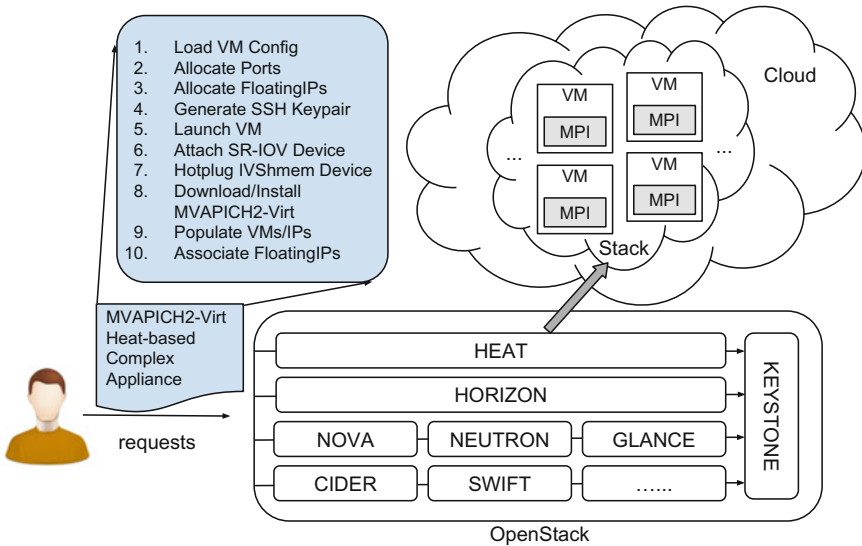 1. Load VM Config
2. Allocate Ports
3. Allocate FloatingIPs
4. Generate SSH Keypair
5. Launch VM
6. Attach SR-IOV Device
7. Hotplug IVShmem Device
8. Download/Install
MVAPICH2-Virt
9. Populate VMs/IPs
10. Associate FloatingIPs
Cloud
VM
MPI
VM
MPI
...
...
VM
MPI
VM
MPI
Stack
MVAPICH2-Virt
Heat-based
Complex
Appliance
requests
HEAT
HORIZON
NOVA
NEUTRON
GLANCE
CIDER
SWIFT
......
KEYSTONE
OpenStack